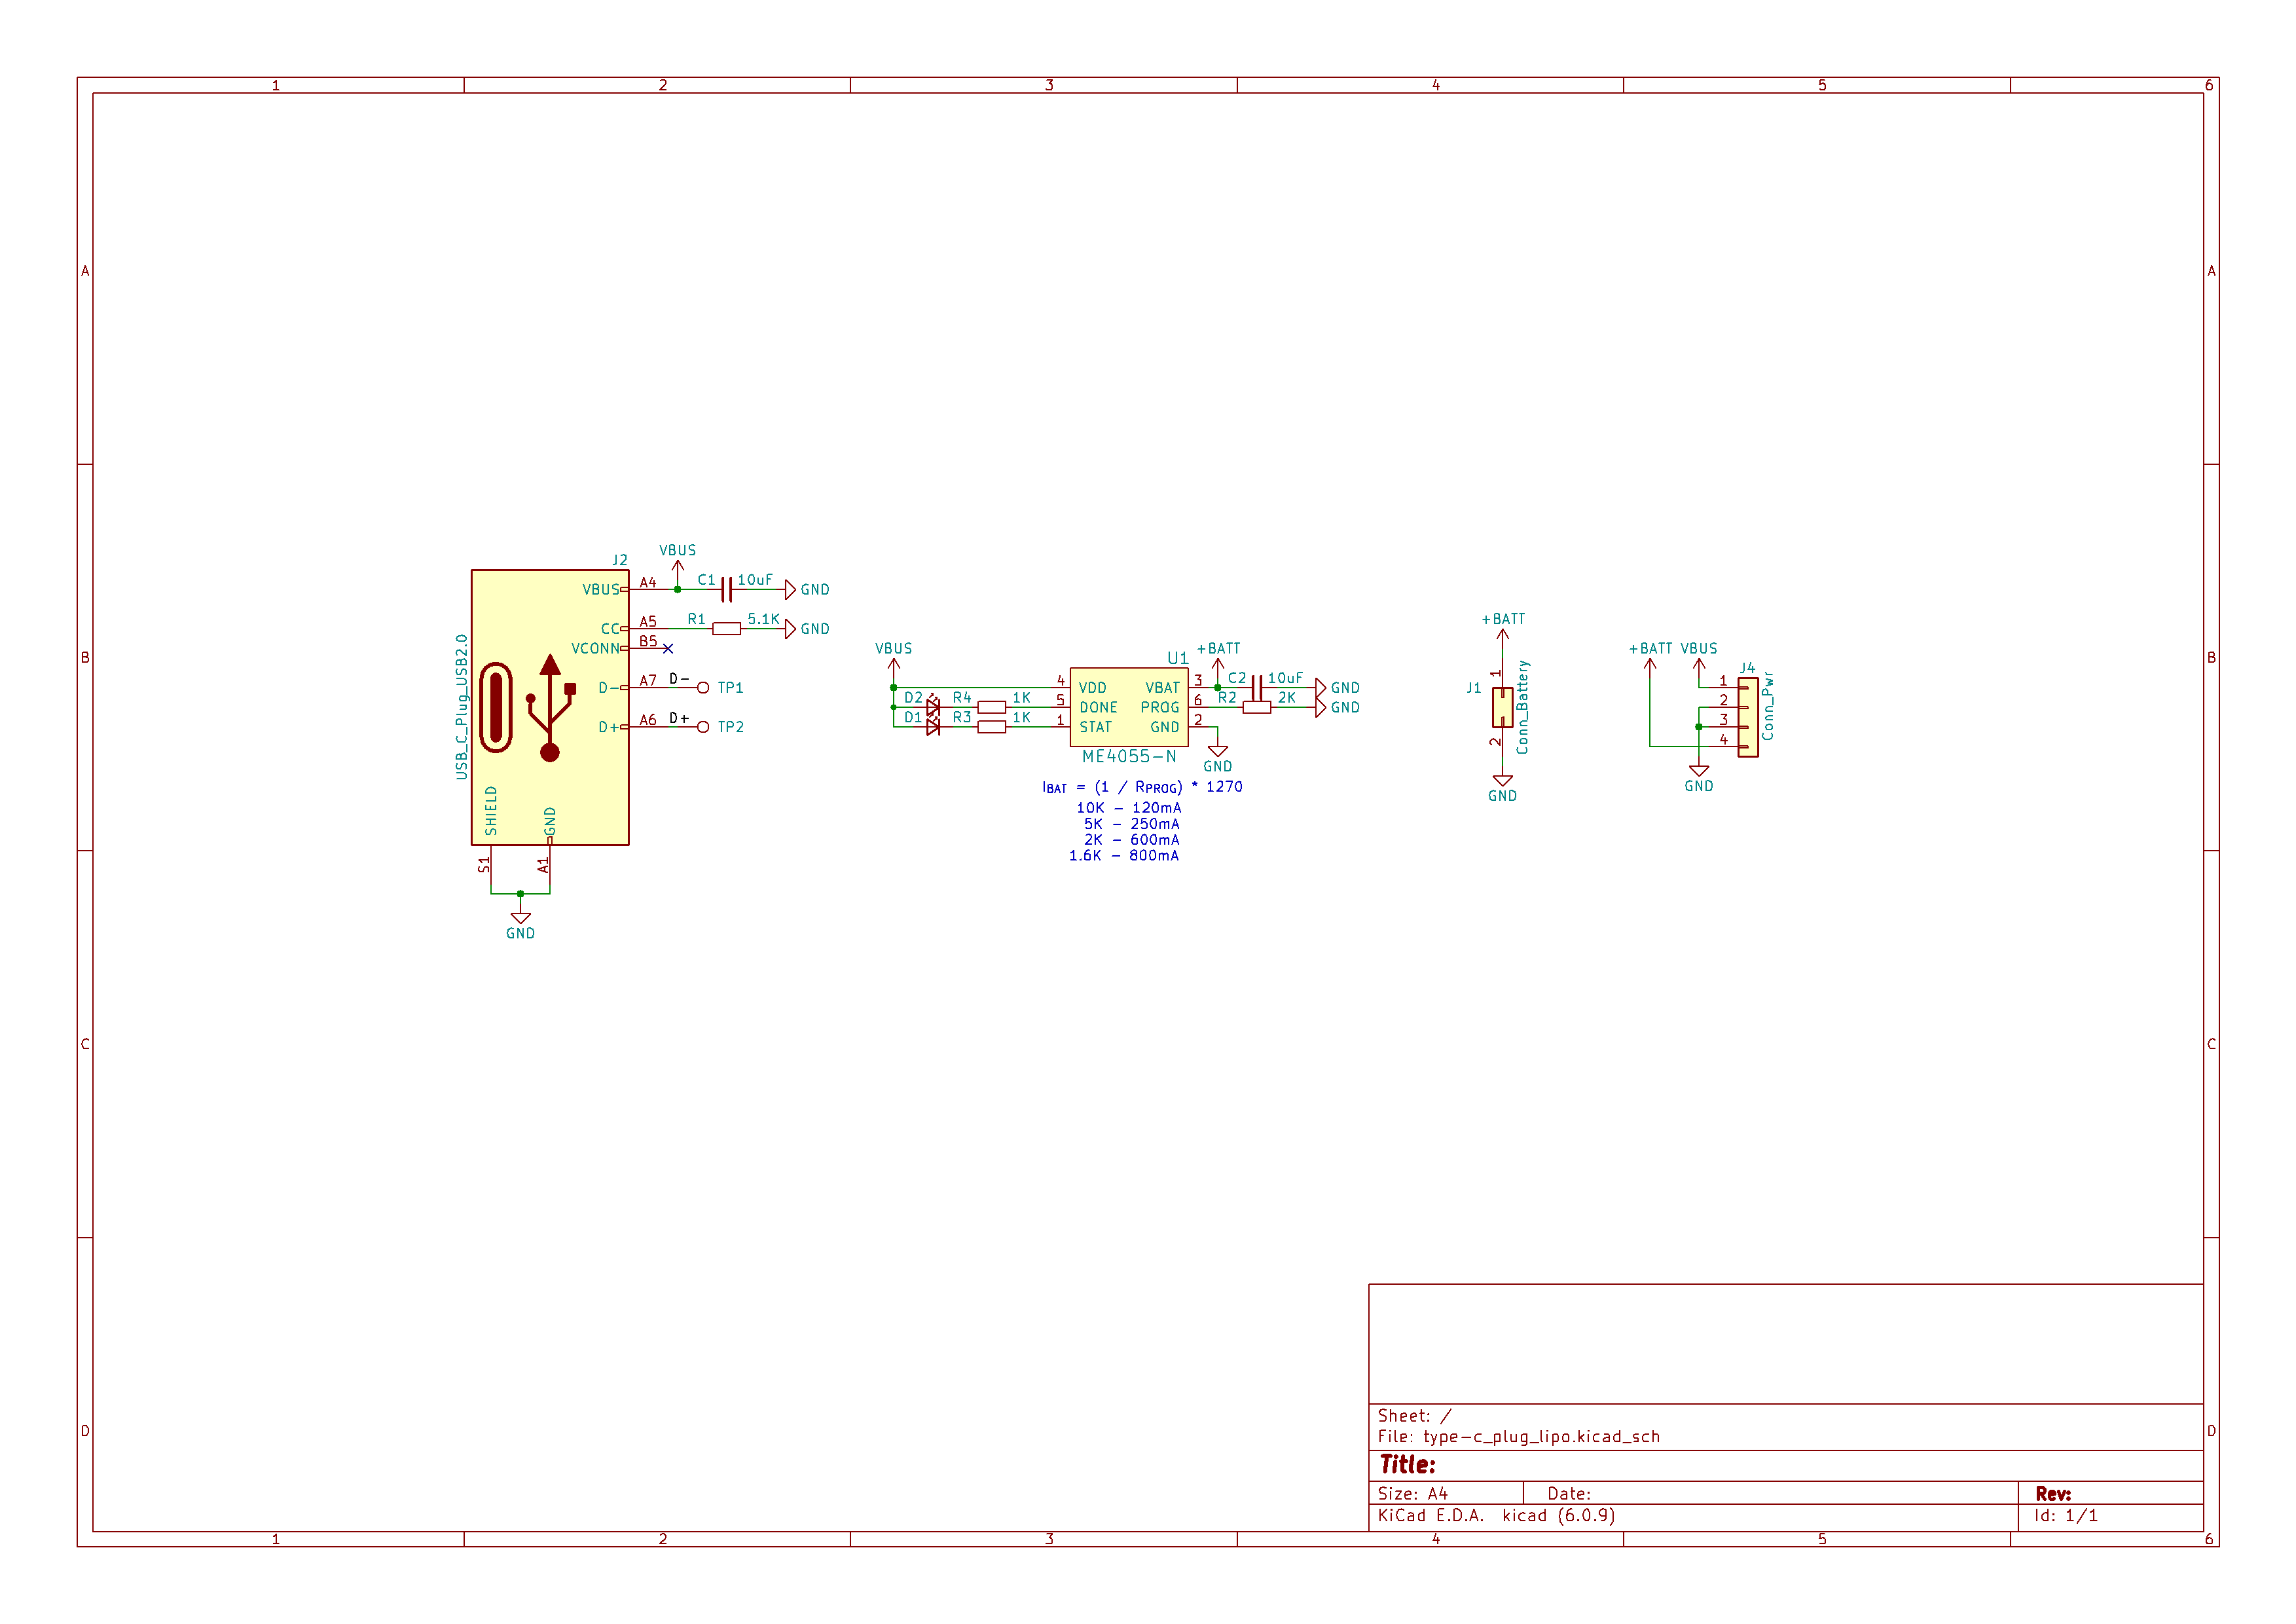 1 2 3 4 5 6
A A
B B
C C
D D
1 2 3 4 5 6
J2
USB_C_Plug_USB2.0
VBUS
VBUS A4
C1 10uF GND
CC A5
R1 5.1K GND
VCONN B5
D- A7 D- TP1
D+ A6 D+ TP2
SHIELD GND
S1 A1
GND
VBUS
U1
+BATT
4 VDD VBAT 3
C2 10uF GND
D2 R4 1K 5 DONE PROG 6
R2 2K GND
D1 R3 1K 1 STAT GND 2
ME4055-N
GND
IBAT = (1 / RPROG) * 1270
10K - 120mA
5K - 250mA
2K - 600mA
1.6K - 800mA
+BATT
1
J1
Conn_Battery
2
GND
+BATT VBUS
J4
Conn_Pwr
1
2
3
4
GND
Sheet: /
File: type-c_plug_lipo.kicad_sch
Title:
Size: A4 Date: Rev:
KiCad E.D.A. kicad (6.0.9) Id: 1/1